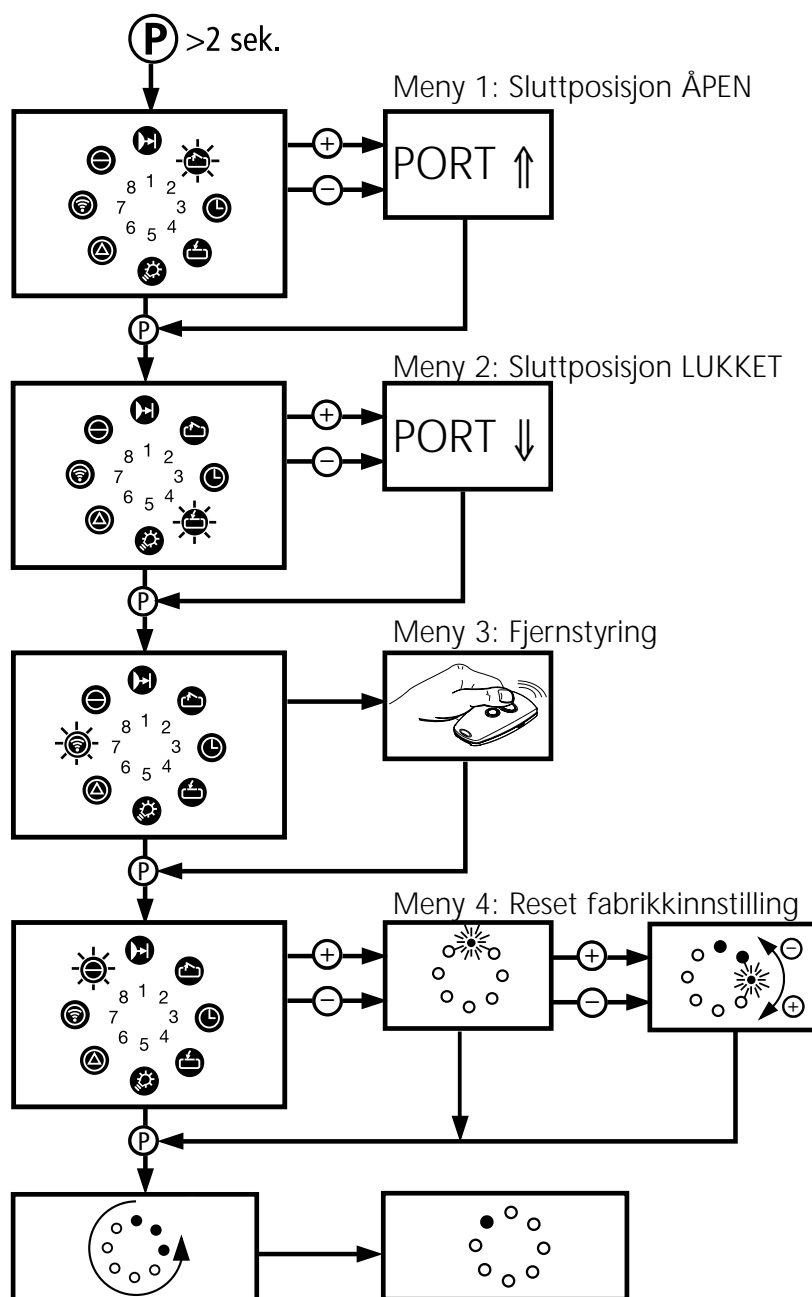 P >2 sek.
Meny 1: Sluttposisjon ÅPEN
+
PORT ⇑
8 1 2
7 3
6 5 4
−
P
Meny 2: Sluttposisjon LUKKET
+
PORT ⇓
8 1 2
7 3
6 5 4
−
P
Meny 3: Fjernstyring
8 1 2
7 3
6 5 4
P
Meny 4: Reset fabrikkinnstilling
+ + −
8 1 2
7 3
6 5 4
− − +
P